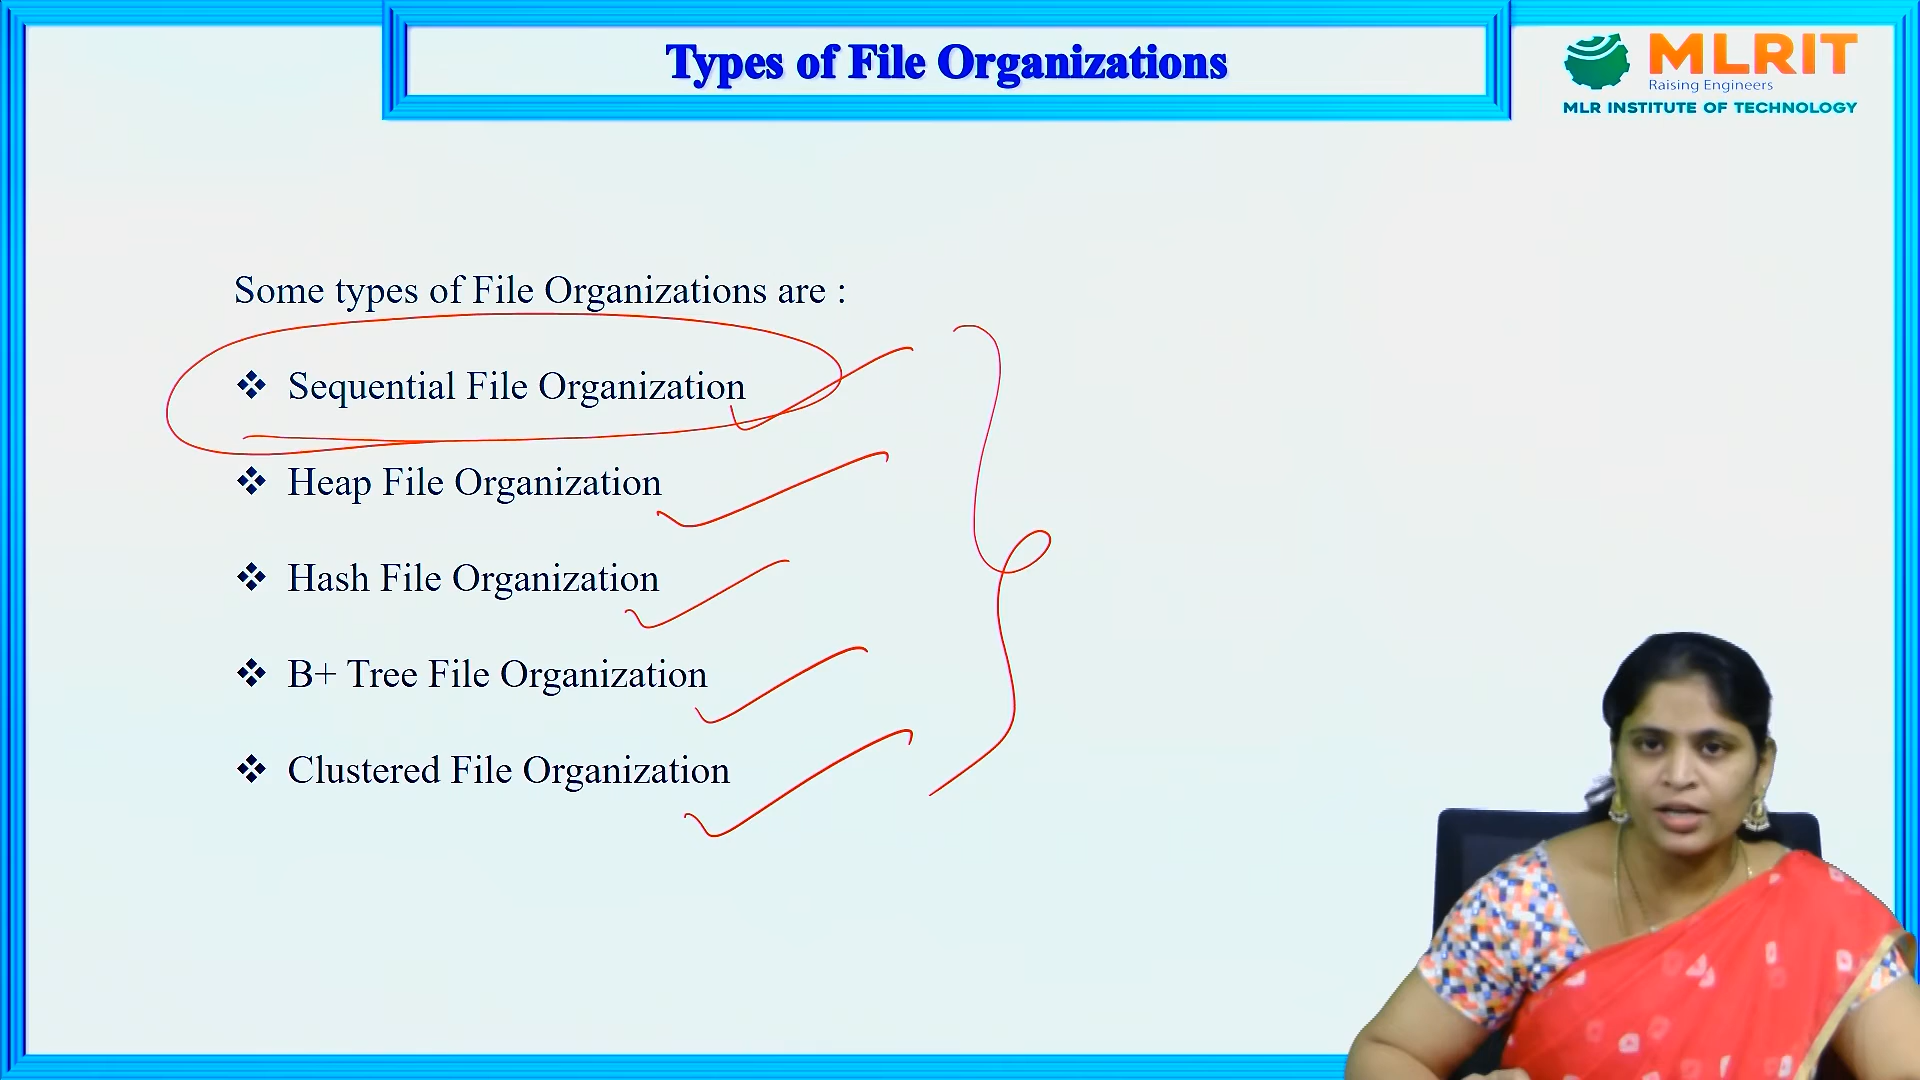 Types of File Organizations
MLRIT
Raising Engineers
MLR INSTITUTE OF TECHNOLOGY
Some types of File Organizations are :
❖ Sequential File Organization
❖ Heap File Organization
❖ Hash File Organization
❖ B+ Tree File Organization
❖ Clustered File Organization